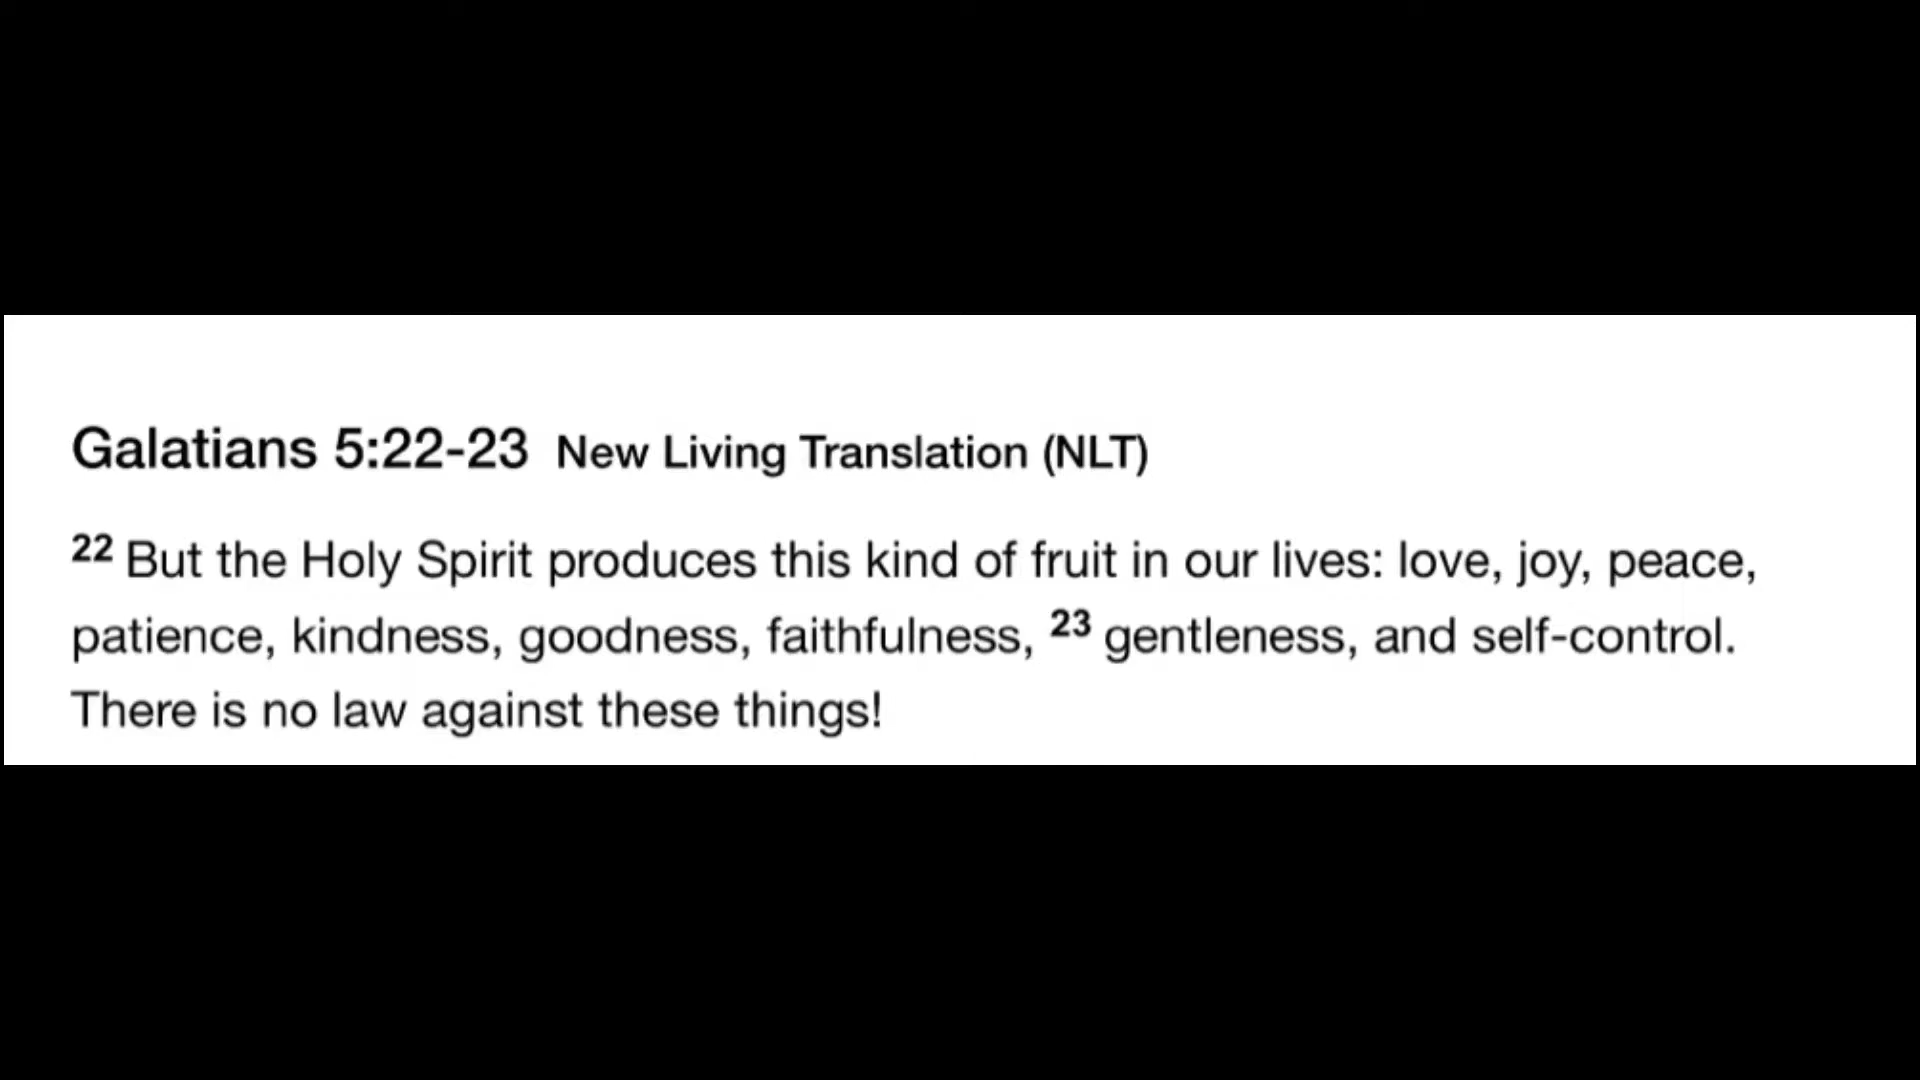 Galatians 5:22-23 New Living Translation (NLT)
22 But the Holy Spirit produces this kind of fruit in our lives: love, joy, peace,
patience, kindness, goodness, faithfulness, 23 gentleness, and self-control.
There is no law against these things!